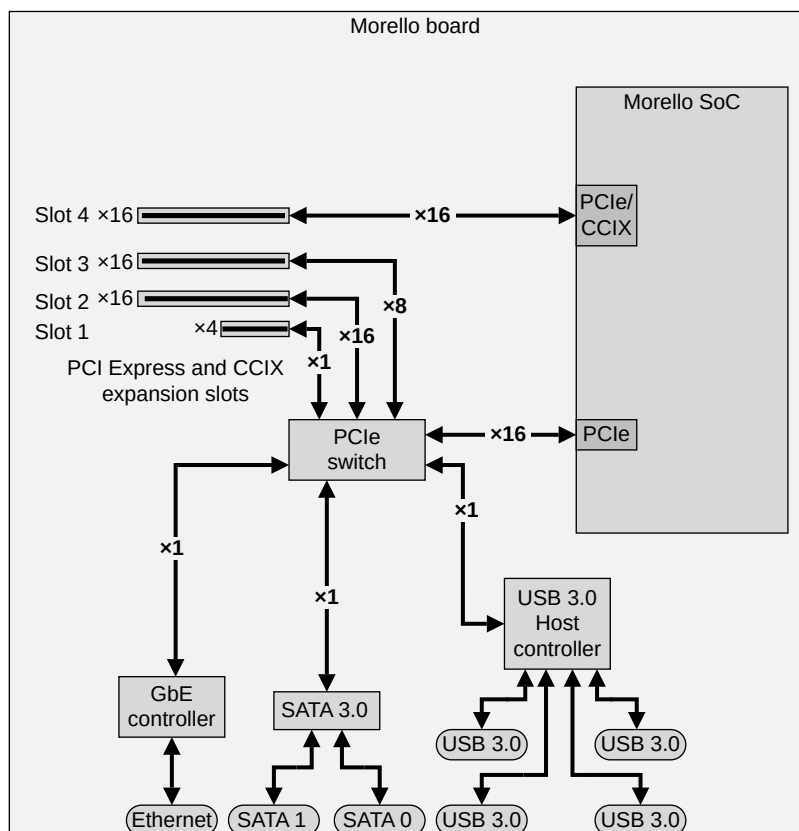 Morello board
Morello SoC
Slot 4 ×16
×16
PCIe/
CCIX
Slot 3 ×16
Slot 2 ×16
×8
Slot 1 ×4
×16
×1
PCI Express and CCIX
expansion slots
PCIe
switch
×16
PCIe
×1
×1
×1
USB 3.0
Host
controller
GbE
controller
SATA 3.0
USB 3.0
USB 3.0
Ethernet
SATA 1
SATA 0
USB 3.0
USB 3.0